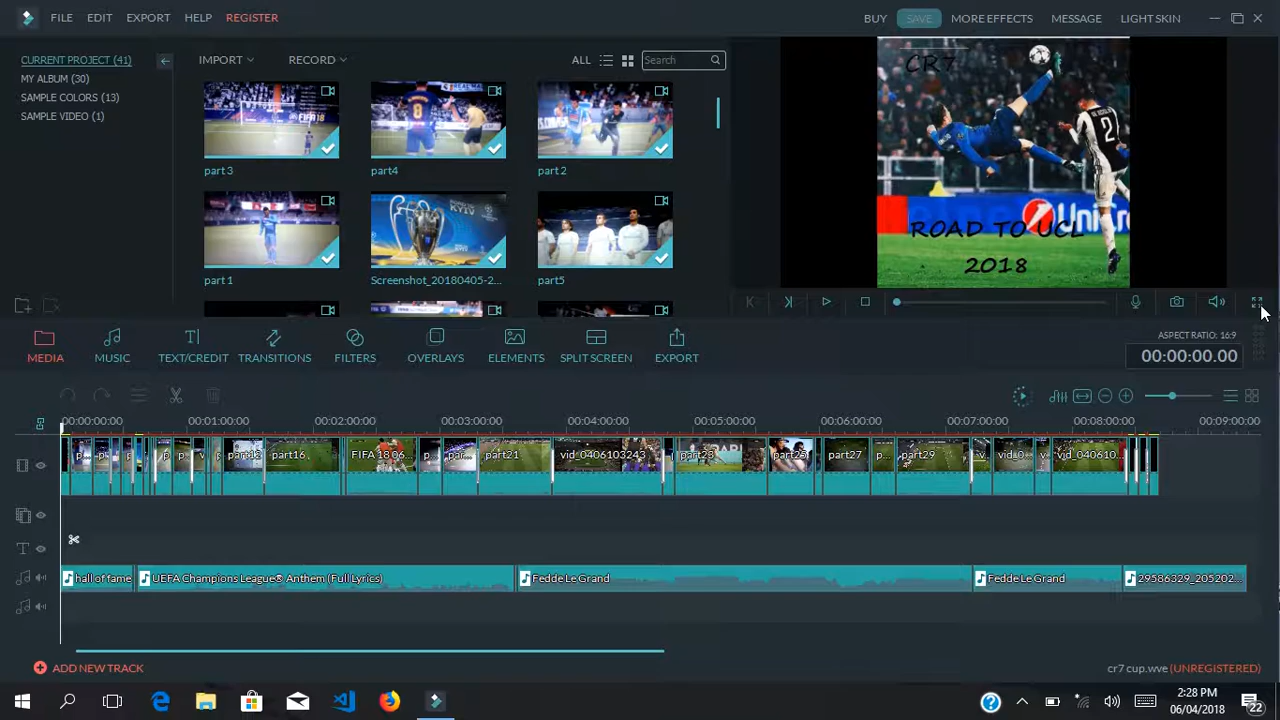 FILE EDIT EXPORT HELP REGISTER
BUY SAVE MORE EFFECTS MESSAGE LIGHT SKIN
CURRENT PROJECT (41)
MY ALBUM (30)
SAMPLE COLORS (13)
SAMPLE VIDEO (1)
IMPORT RECORD ALL Search
part 3 part4 part 2
part 1 Screenshot_20180405-2... part5
CR7
2
ROAD TO UCL
2018
MEDIA MUSIC TEXT/CREDIT TRANSITIONS FILTERS OVERLAYS ELEMENTS SPLIT SCREEN EXPORT
ASPECT RATIO: 16:9
00:00:00.00
00:00:00:00 00:01:00:00 00:02:00:00 00:03:00:00 00:04:00:00 00:05:00:00 00:06:00:00 00:07:00:00 00:08:00:00 00:09:00:00
part16 FIFA 18 06... par... part21 vid_0406103243 part23 part27 p... part29 v... vid_0... vid_040610...
T
hall of fame UEFA Champions League® Anthem (Full Lyrics) Fedde Le Grand Fedde Le Grand 29586329_205202...
ADD NEW TRACK
cr7 cup.wve (UNREGISTERED)
2:28 PM
06/04/2018
22